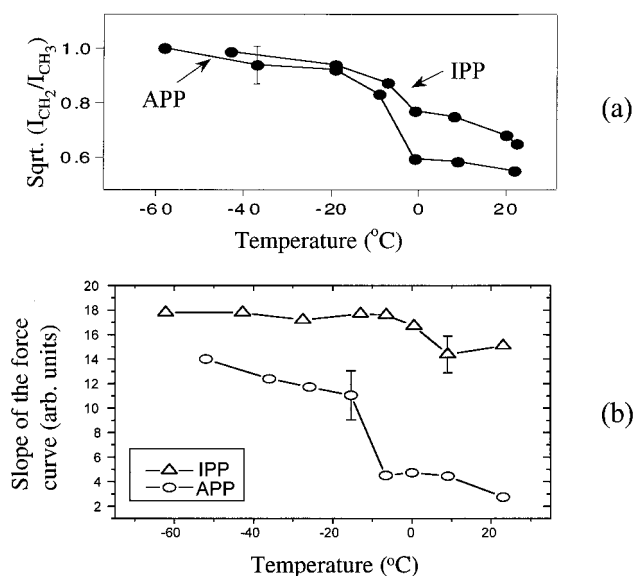 1.0
0.8
0.6
Sqrt. (I_CH2/I_CH3)
APP
IPP
(a)
-60 -40 -20 0 20
Temperature (°C)
20
18
16
14
12
10
8
6
4
2
Slope of the force
curve (arb. units)
IPP
APP
(b)
-60 -40 -20 0 20
Temperature (°C)